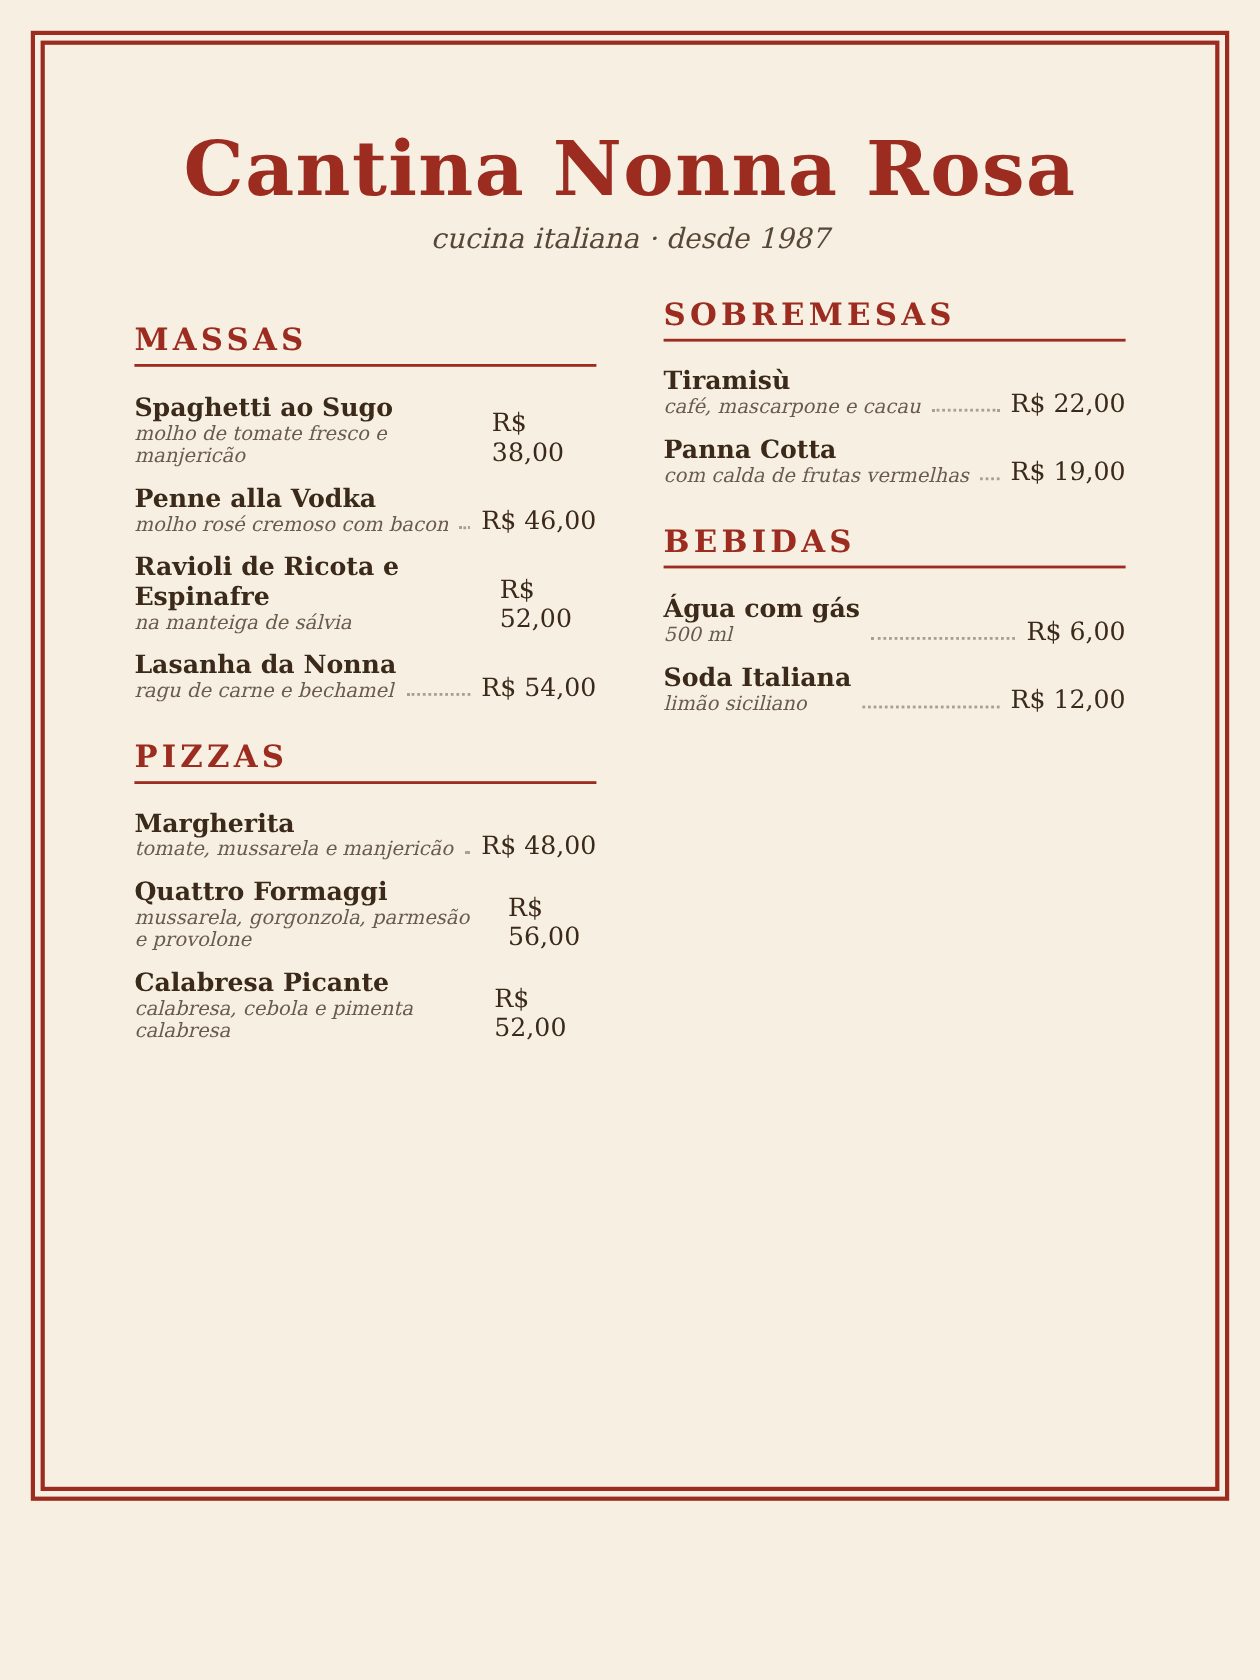 Cantina Nonna Rosa
cucina italiana · desde 1987
MASSAS
Spaghetti ao Sugo
molho de tomate fresco e
manjericão
R$
38,00
Penne alla Vodka
molho rosé cremoso com bacon ... R$ 46,00
Ravioli de Ricota e
Espinafre
na manteiga de sálvia
R$
52,00
Lasanha da Nonna
ragu de carne e bechamel ............... R$ 54,00
PIZZAS
Margherita
tomate, mussarela e manjericão . R$ 48,00
Quattro Formaggi
mussarela, gorgonzola, parmesão
e provolone
R$
56,00
Calabresa Picante
calabresa, cebola e pimenta
calabresa
R$
52,00
SOBREMESAS
Tiramisù
café, mascarpone e cacau ................ R$ 22,00
Panna Cotta
com calda de frutas vermelhas .... R$ 19,00
BEBIDAS
Água com gás
500 ml .................................. R$ 6,00
Soda Italiana
limão siciliano ................................ R$ 12,00